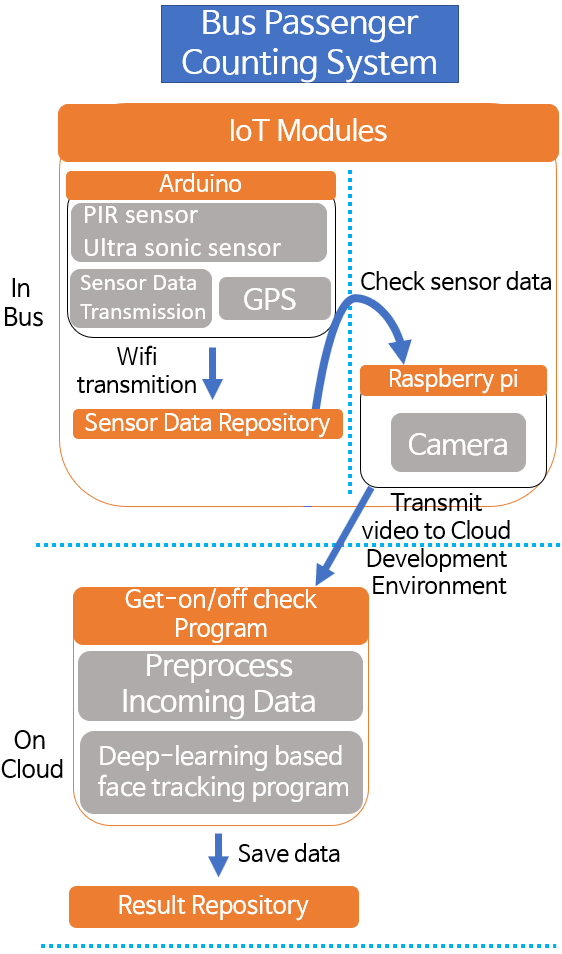 Bus Passenger
Counting System
IoT Modules
Arduino
PIR sensor
Ultra sonic sensor
Sensor Data
Transmission
GPS
In
Bus
Check sensor data
Wifi
transmition
Raspberry pi
Sensor Data Repository
Camera
Transmit
video to Cloud
Development
Environment
Get-on/off check
Program
Preprocess
Incoming Data
On
Cloud
Deep-learning based
face tracking program
Save data
Result Repository